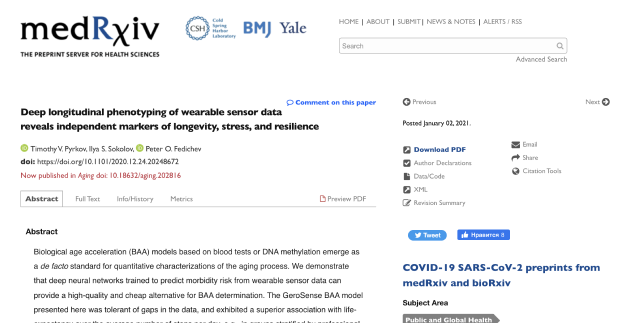 medRxiv
THE PREPRINT SERVER FOR HEALTH SCIENCES
CSH Cold Spring Harbor Laboratory BMJ Yale
HOME | ABOUT | SUBMIT | NEWS & NOTES | ALERTS / RSS
Search
Advanced Search
Comment on this paper
Deep longitudinal phenotyping of wearable sensor data
reveals independent markers of longevity, stress, and resilience
Timothy V. Pyrkov, Ilya S. Sokolov, Peter O. Fedichev
doi: https://doi.org/10.1101/2020.12.24.20248672
Now published in Aging doi: 10.18632/aging.202816
Abstract Full Text Info/History Metrics Preview PDF
Abstract
Biological age acceleration (BAA) models based on blood tests or DNA methylation emerge as
a de facto standard for quantitative characterizations of the aging process. We demonstrate
that deep neural networks trained to predict morbidity risk from wearable sensor data can
provide a high-quality and cheap alternative for BAA determination. The GeroSense BAA model
presented here was tolerant of gaps in the data, and exhibited a superior association with life-
Previous Next
Posted January 02, 2021.
Download PDF
Author Declarations
Data/Code
XML
Revision Summary
Email
Share
Citation Tools
Tweet Нравится 8
COVID-19 SARS-CoV-2 preprints from
medRxiv and bioRxiv
Subject Area
Public and Global Health